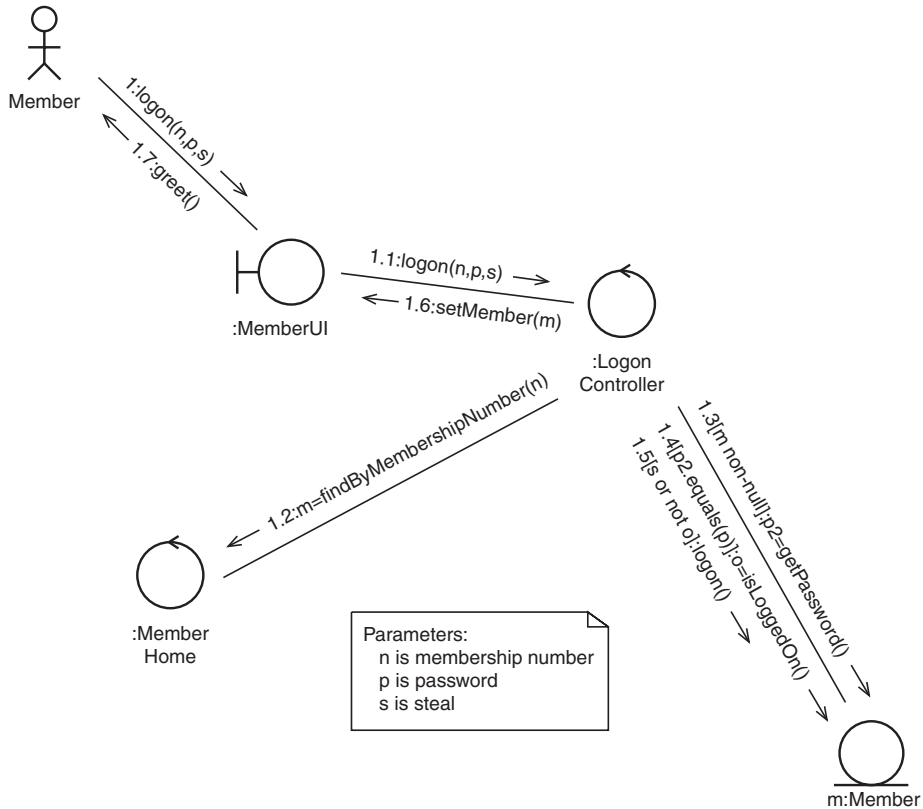 Member
1:logon(n,p,s)
1.7:greet()
:MemberUI
1.1:logon(n,p,s)
1.6:setMember(m)
:Logon
Controller
1.2:m=findByMembershipNumber(n)
:Member
Home
1.3[m non-null]:p2=getPassword()
1.4[p2.equals(p)]:o=isLoggedOn()
1.5[s or not o]:logon()
Parameters:
n is membership number
p is password
s is steal
m:Member